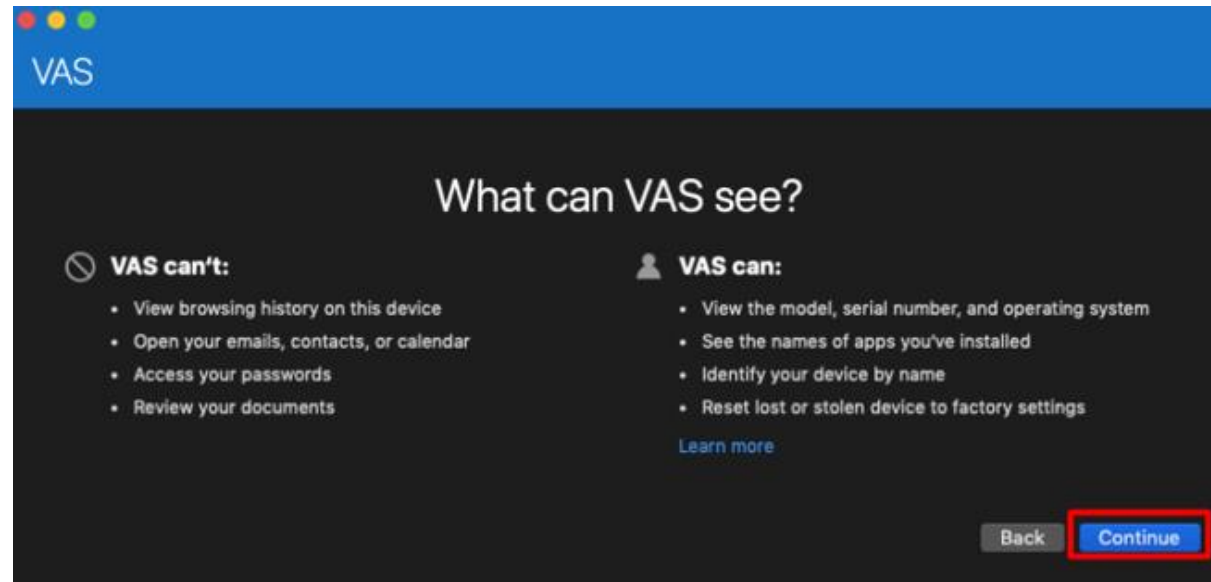 VAS
What can VAS see?
VAS can't:
• View browsing history on this device
• Open your emails, contacts, or calendar
• Access your passwords
• Review your documents
VAS can:
• View the model, serial number, and operating system
• See the names of apps you've installed
• Identify your device by name
• Reset lost or stolen device to factory settings
Learn more
Back
Continue